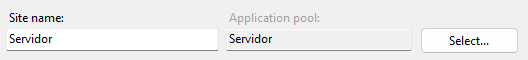 Site name: Application pool:
Servidor Servidor Select...